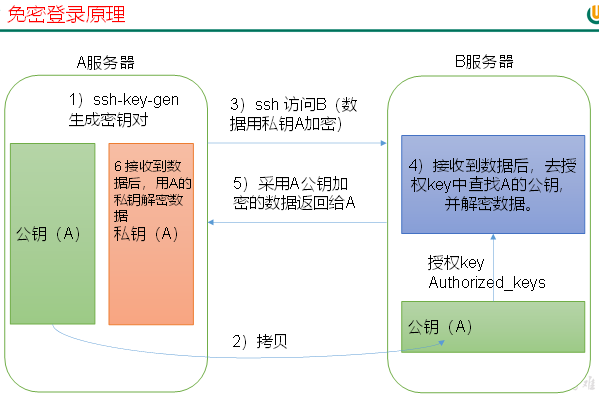 免密登录原理
A服务器
B服务器
1）ssh-key-gen
生成密钥对
3）ssh 访问B（数
据用私钥A加密）
公钥（A）
6 接收到数
据后，用A的
私钥解密数
据
私钥（A）
4）接收到数据后，去授
权key中查找A的公钥，
并解密数据。
5）采用A公钥加
密的数据返回给A
授权key
Authorized_keys
公钥（A）
2）拷贝